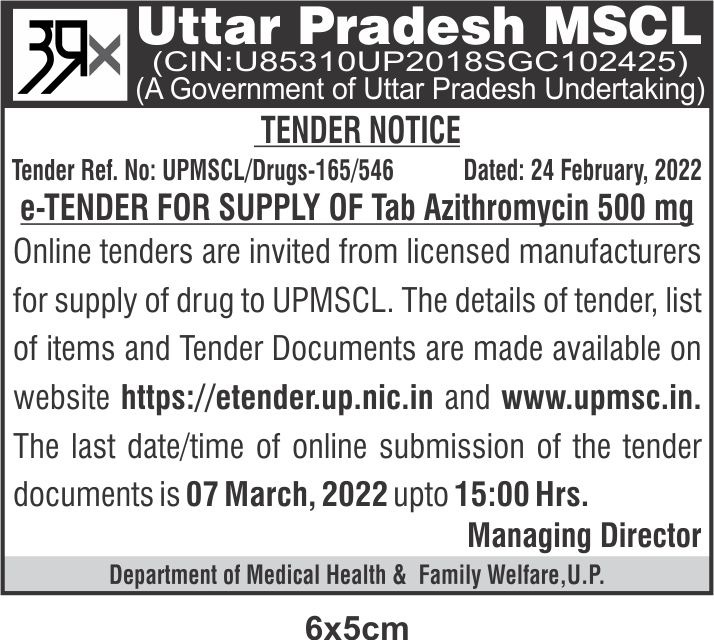 उप्र
Uttar Pradesh MSCL
(CIN:U85310UP2018SGC102425)
(A Government of Uttar Pradesh Undertaking)
TENDER NOTICE
Tender Ref. No: UPMSCL/Drugs-165/546 Dated: 24 February, 2022
e-TENDER FOR SUPPLY OF Tab Azithromycin 500 mg
Online tenders are invited from licensed manufacturers
for supply of drug to UPMSCL. The details of tender, list
of items and Tender Documents are made available on
website https://etender.up.nic.in and www.upmsc.in.
The last date/time of online submission of the tender
documents is 07 March, 2022 upto 15:00 Hrs.
Managing Director
Department of Medical Health & Family Welfare,U.P.
6x5cm